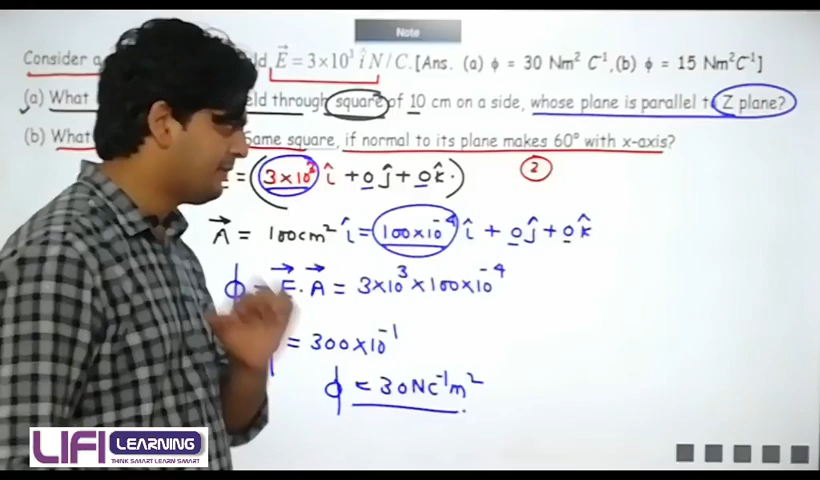 Note
Consider a ld, E⃗ = 3×10³ î N/C. [Ans. (a) ϕ = 30 Nm² C⁻¹,(b) ϕ = 15 Nm²C⁻¹]
(a) What eld through square of 10 cm on a side, whose plane is parallel to Z plane?
(b) What Same square, if normal to its plane makes 60° with x-axis?
= (3×10³ î + 0ĵ + 0k̂.) 2
A⃗ = 100cm² î = 100×10⁻⁴ î + 0ĵ + 0k̂
ϕ = E⃗ . A⃗ = 3×10³×100×10⁻⁴
= 300×10⁻¹
ϕ = 30NC⁻¹m²
LIFI LEARNING
THINK SMART LEARN SMART